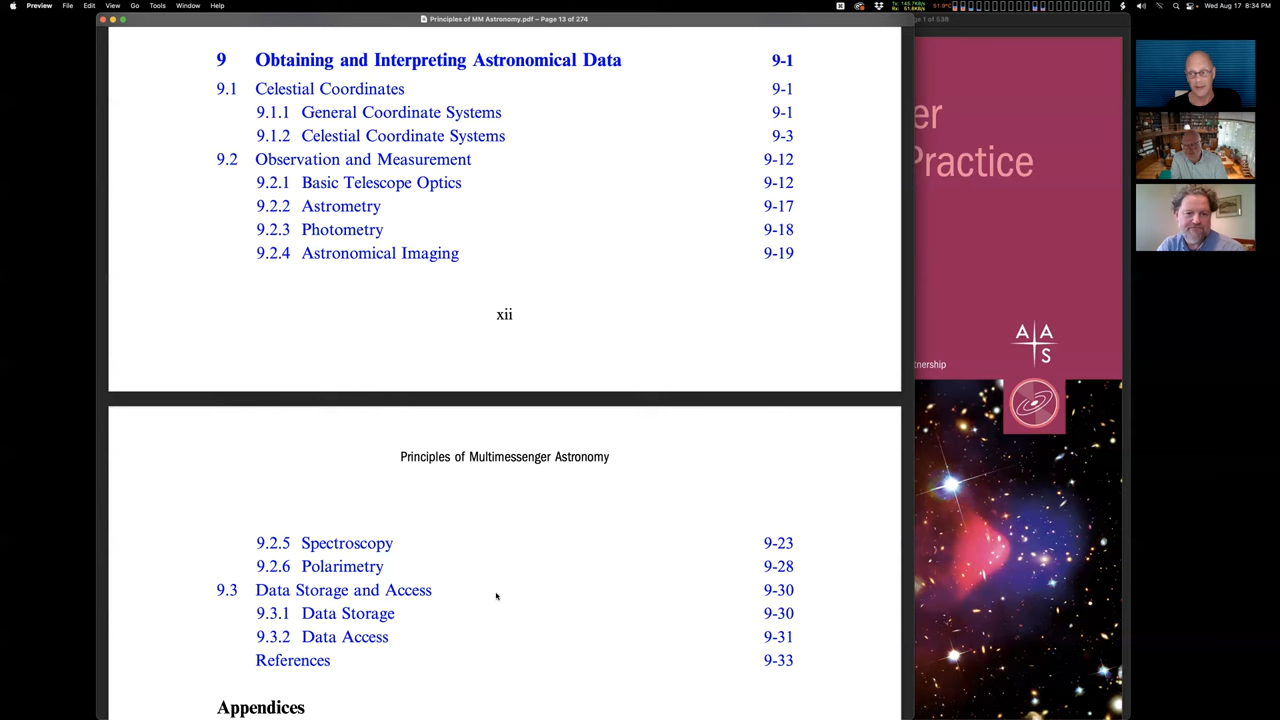 Preview File Edit View Go Tools Window Help
Wed Aug 17 8:34 PM
Principles of MM Astronomy.pdf – Page 13 of 274
ge 1 of 538
9 Obtaining and Interpreting Astronomical Data 9-1
9.1 Celestial Coordinates 9-1
9.1.1 General Coordinate Systems 9-1
9.1.2 Celestial Coordinate Systems 9-3
9.2 Observation and Measurement 9-12
9.2.1 Basic Telescope Optics 9-12
9.2.2 Astrometry 9-17
9.2.3 Photometry 9-18
9.2.4 Astronomical Imaging 9-19
xii
Principles of Multimessenger Astronomy
9.2.5 Spectroscopy 9-23
9.2.6 Polarimetry 9-28
9.3 Data Storage and Access 9-30
9.3.1 Data Storage 9-30
9.3.2 Data Access 9-31
References 9-33
Appendices
er
Practice
A A
S
tnership